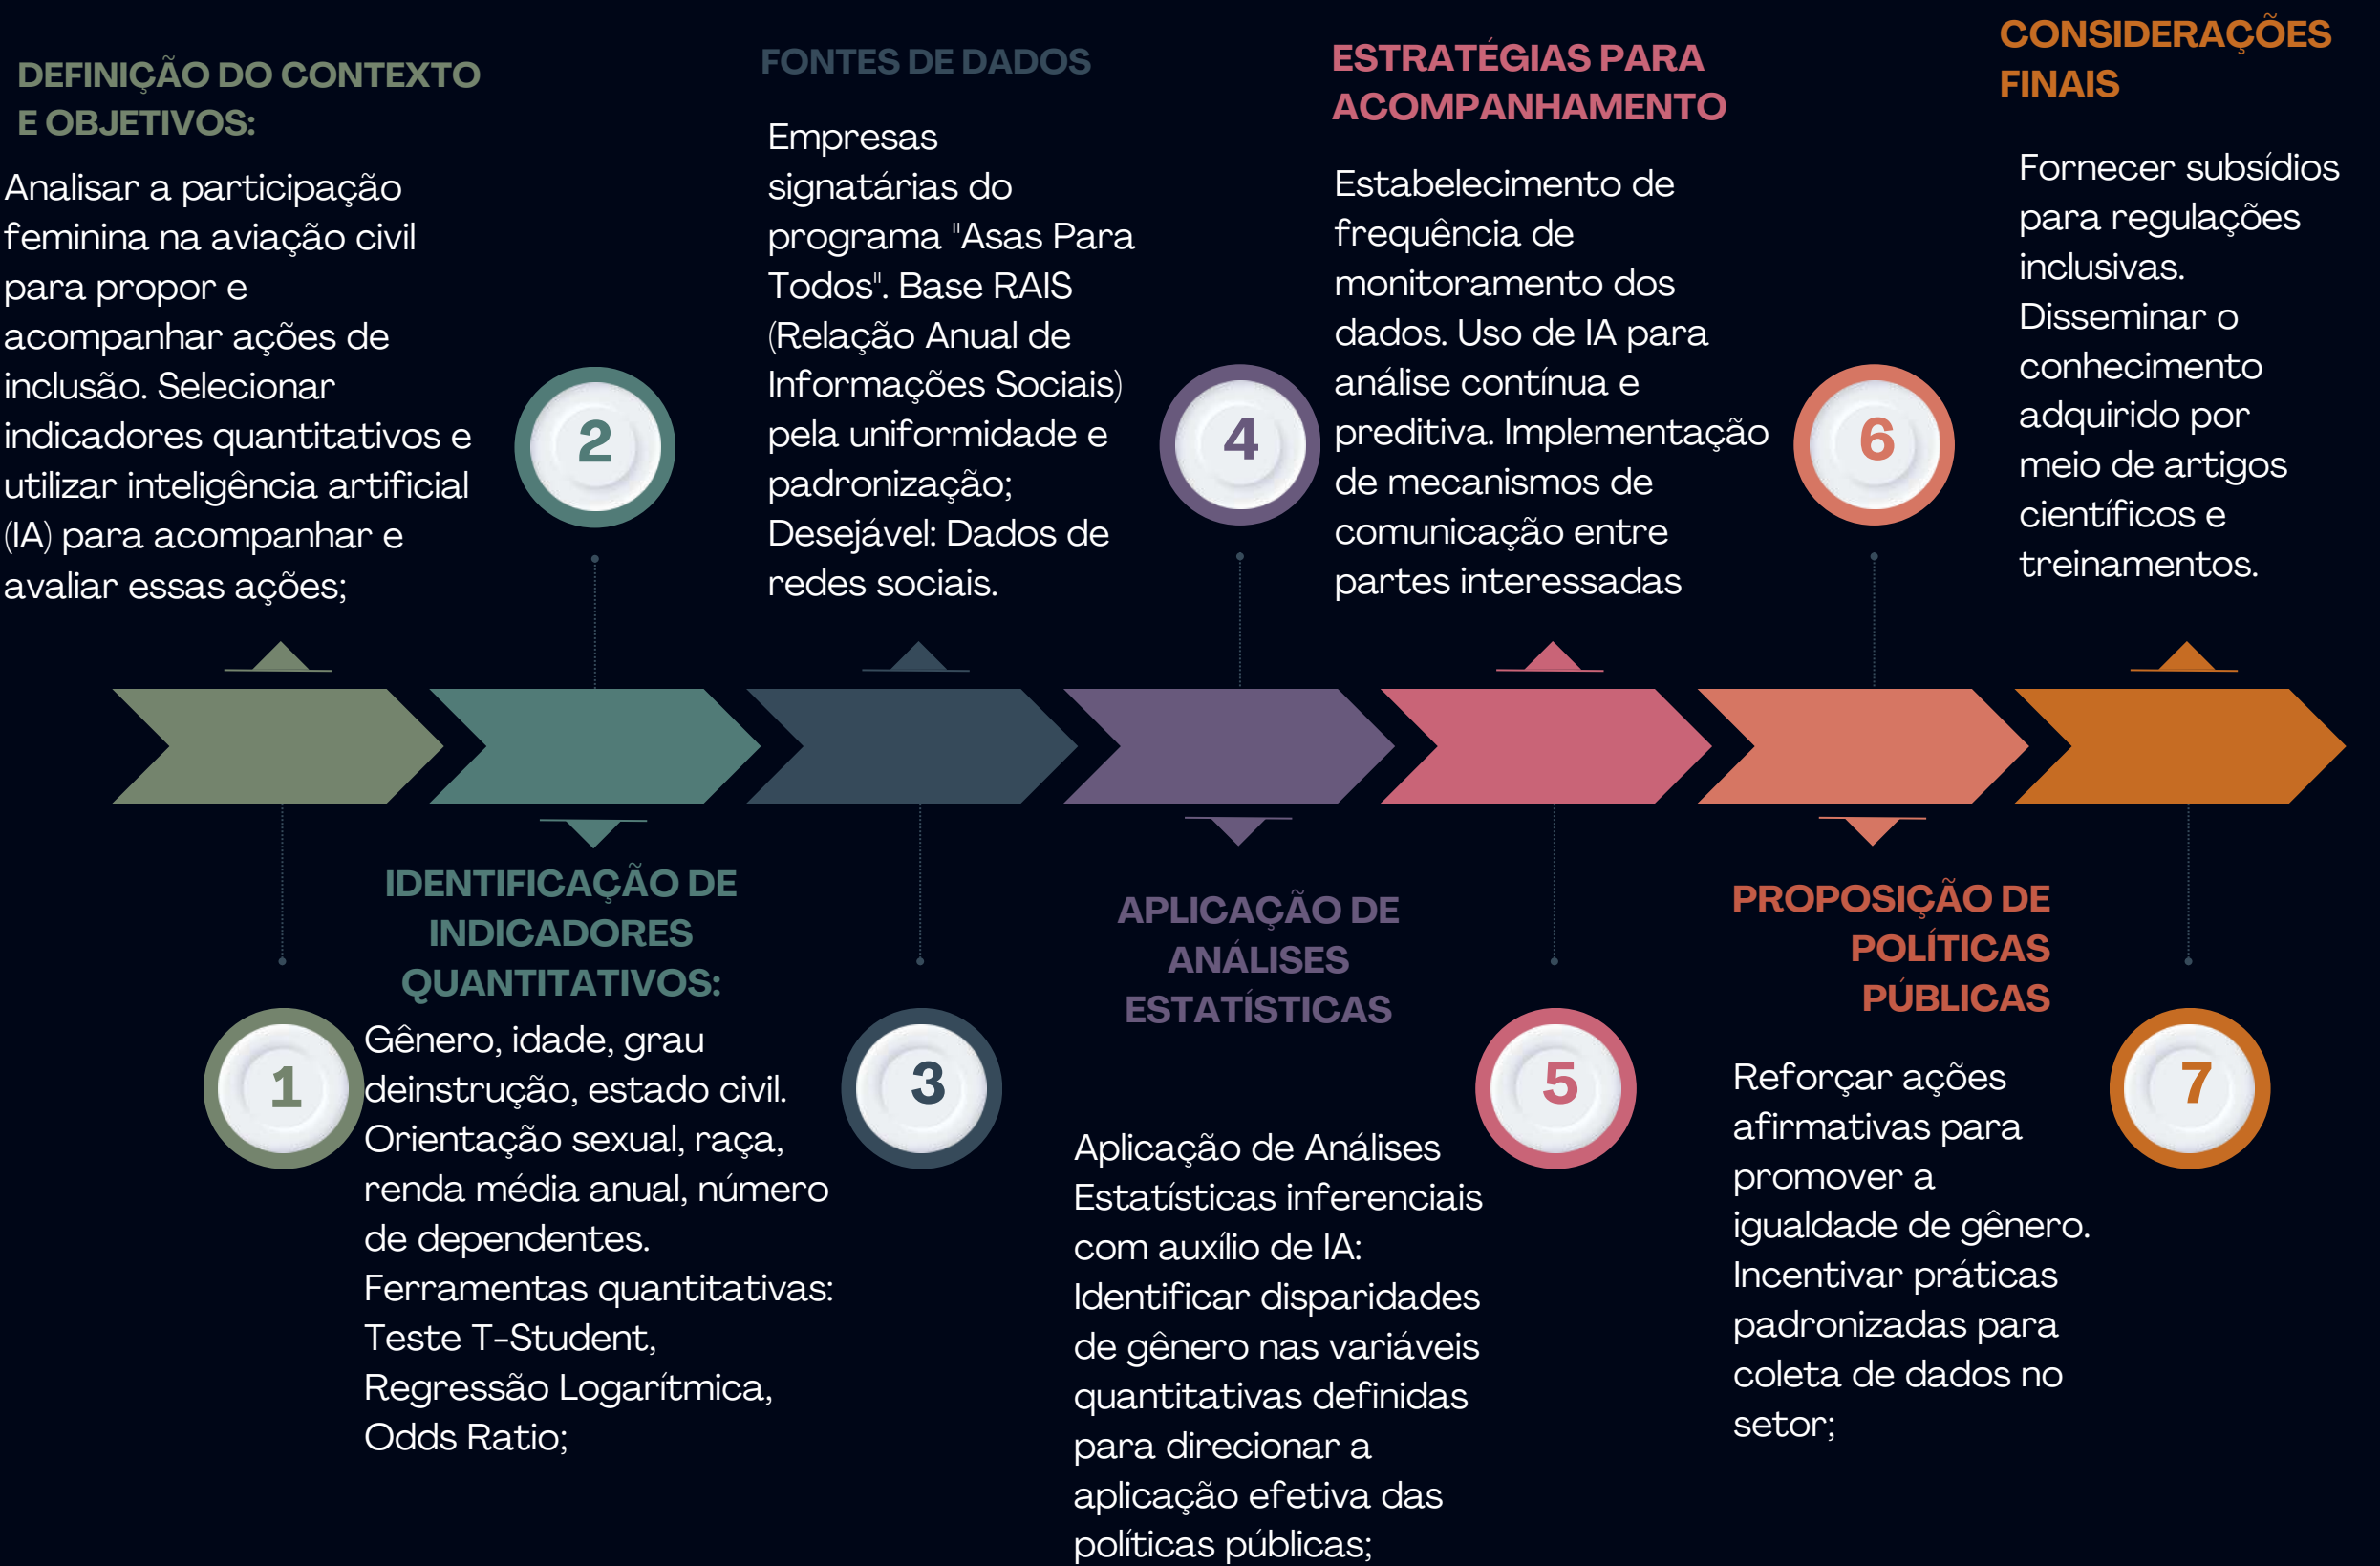 DEFINIÇÃO DO CONTEXTO
E OBJETIVOS:
Analisar a participação
feminina na aviação civil
para propor e
acompanhar ações de
inclusão. Selecionar
indicadores quantitativos e
utilizar inteligência artificial
(IA) para acompanhar e
avaliar essas ações;
1
2
IDENTIFICAÇÃO DE
INDICADORES
QUANTITATIVOS:
Gênero, idade, grau
deinstrução, estado civil.
Orientação sexual, raça,
renda média anual, número
de dependentes.
Ferramentas quantitativas:
Teste T-Student,
Regressão Logarítmica,
Odds Ratio;
FONTES DE DADOS
Empresas
signatárias do
programa "Asas Para
Todos". Base RAIS
(Relação Anual de
Informações Sociais)
pela uniformidade e
padronização;
Desejável: Dados de
redes sociais.
3
4
APLICAÇÃO DE
ANÁLISES
ESTATÍSTICAS
Aplicação de Análises
Estatísticas inferenciais
com auxílio de IA:
Identificar disparidades
de gênero nas variáveis
quantitativas definidas
para direcionar a
aplicação efetiva das
políticas públicas;
ESTRATÉGIAS PARA
ACOMPANHAMENTO
Estabelecimento de
frequência de
monitoramento dos
dados. Uso de IA para
análise contínua e
preditiva. Implementação
de mecanismos de
comunicação entre
partes interessadas
5
6
PROPOSIÇÃO DE
POLÍTICAS
PÚBLICAS
Reforçar ações
afirmativas para
promover a
igualdade de gênero.
Incentivar práticas
padronizadas para
coleta de dados no
setor;
CONSIDERAÇÕES
FINAIS
Fornecer subsídios
para regulações
inclusivas.
Disseminar o
conhecimento
adquirido por
meio de artigos
científicos e
treinamentos.
7